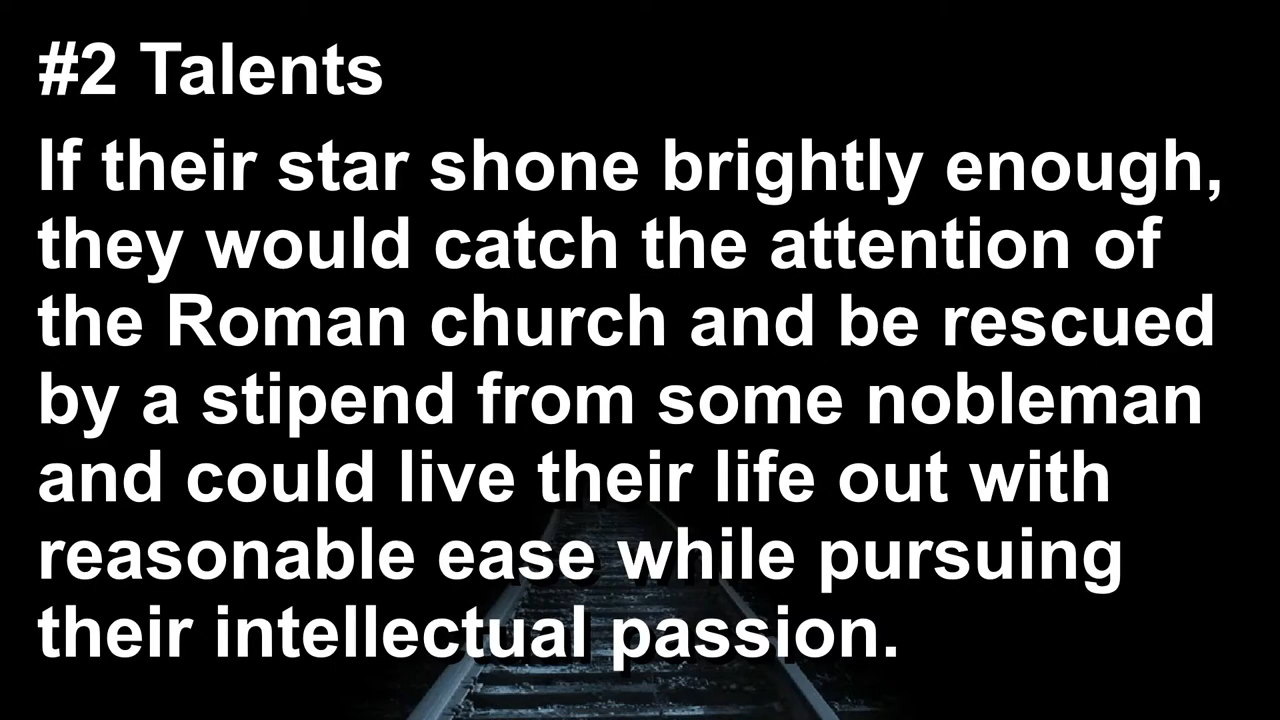 #2 Talents
If their star shone brightly enough,
they would catch the attention of
the Roman church and be rescued
by a stipend from some nobleman
and could live their life out with
reasonable ease while pursuing
their intellectual passion.